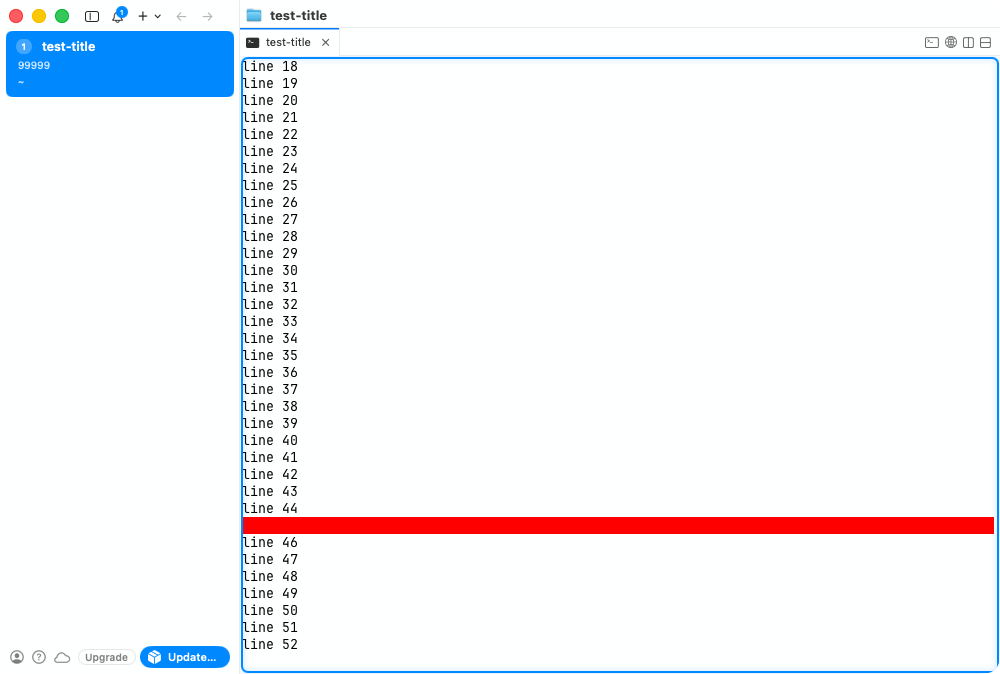 1
test-title
1 test-title
99999
~
test-title
line 18
line 19
line 20
line 21
line 22
line 23
line 24
line 25
line 26
line 27
line 28
line 29
line 30
line 31
line 32
line 33
line 34
line 35
line 36
line 37
line 38
line 39
line 40
line 41
line 42
line 43
line 44
line 46
line 47
line 48
line 49
line 50
line 51
line 52
Upgrade
Update...